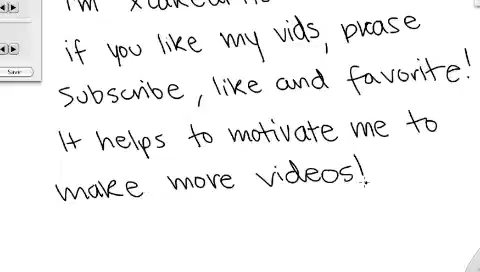 I'm
if you like my vids, please
subscribe, like and favorite!
It helps to motivate me to
make more videos!
Save